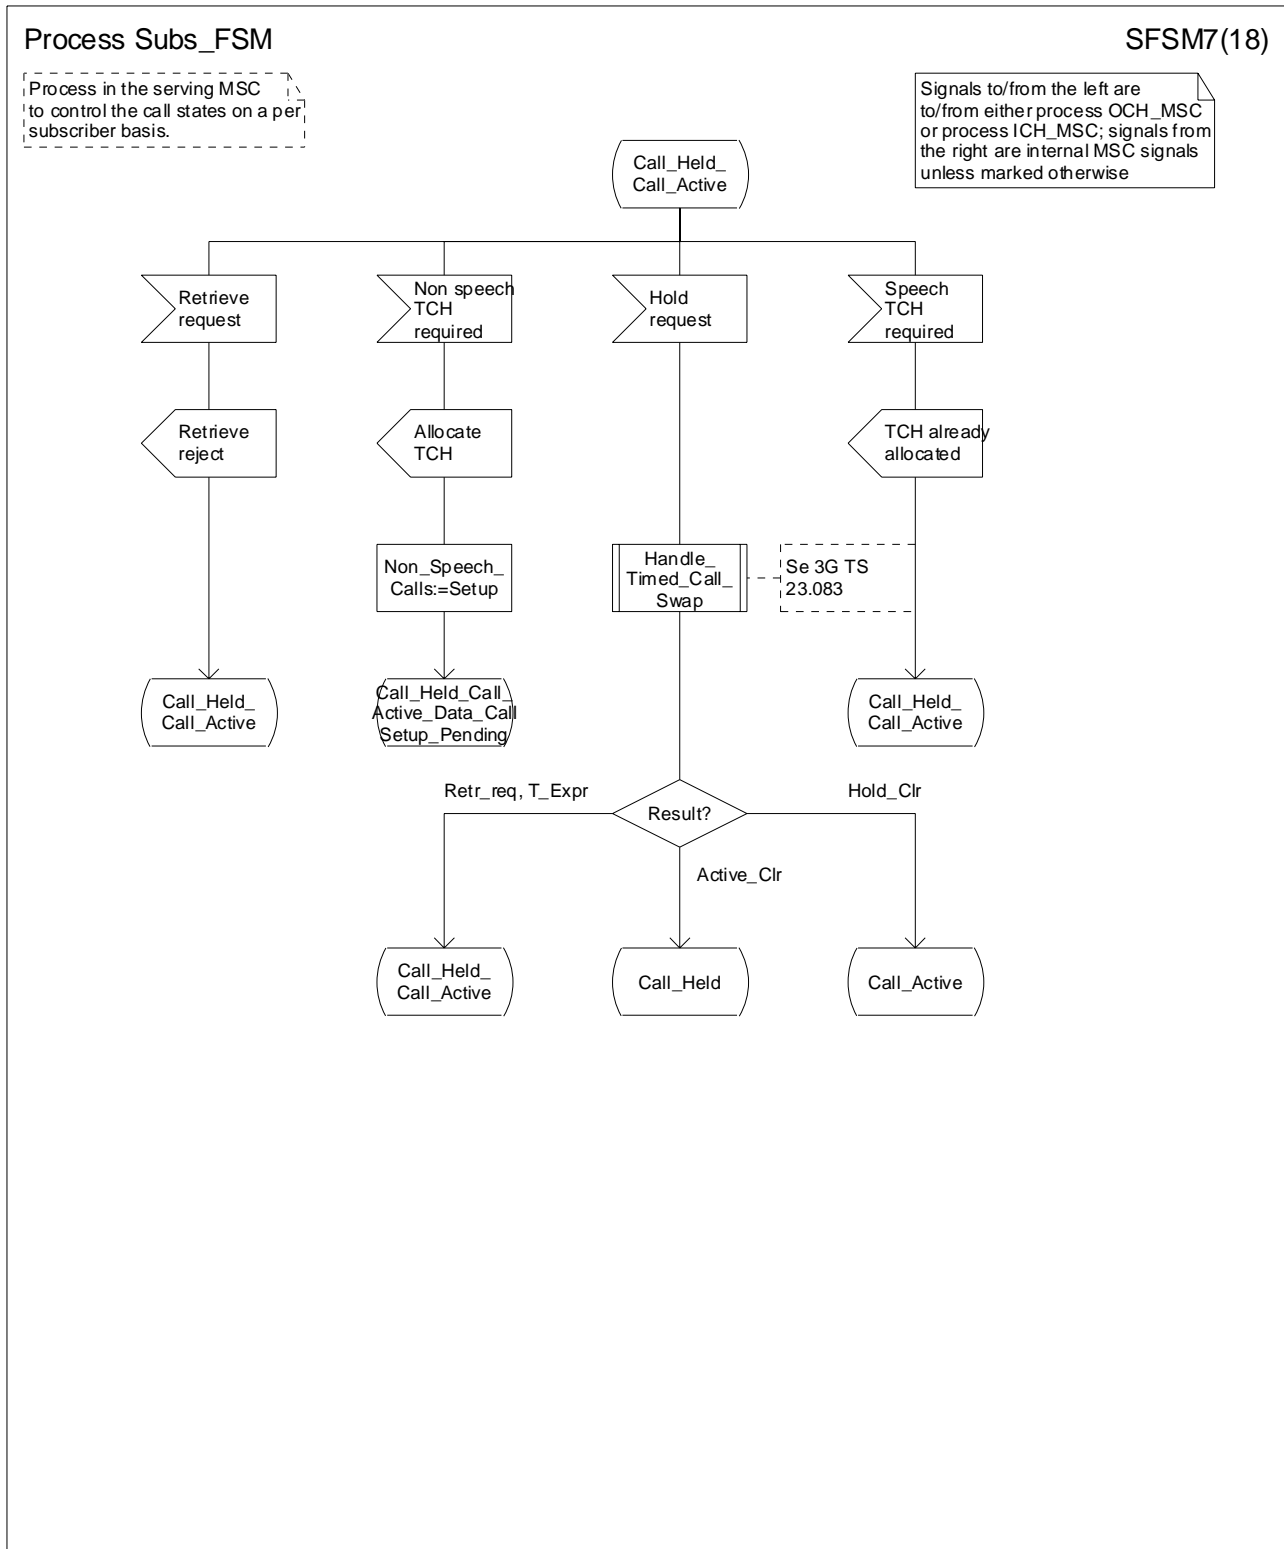 Process Subs_FSM
SFSM7(18)
Process in the serving MSC
to control the call states on a per
subscriber basis.
Signals to/from the left are
to/from either process OCH_MSC
or process ICH_MSC; signals from
the right are internal MSC signals
unless marked otherwise
Call_Held_
Call_Active
Retrieve
request
Non speech
TCH
required
Hold
request
Speech
TCH
required
Retrieve
reject
Allocate
TCH
TCH already
allocated
Non_Speech_
Calls:=Setup
Handle_
Timed_Call_
Swap
Se 3G TS
23.083
Call_Held_
Call_Active
Call_Held_Call_
Active_Data_Call
Setup_Pending
Call_Held_
Call_Active
Retr_req, T_Expr
Result?
Hold_Clr
Active_Clr
Call_Held_
Call_Active
Call_Held
Call_Active